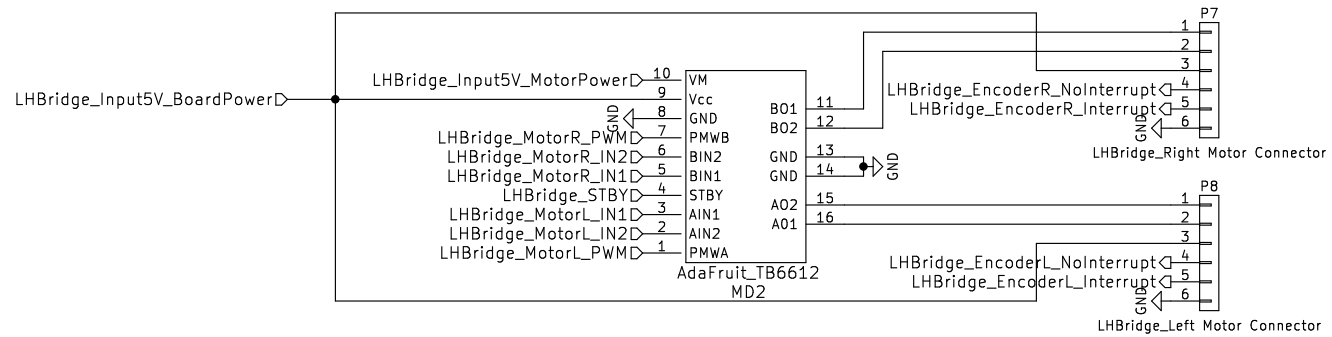 P7
1
2
3
LHBridge_EncoderR_NoInterrupt 4
LHBridge_EncoderR_Interrupt 5
GND 6
LHBridge_Right Motor Connector
LHBridge_Input5V_BoardPower
LHBridge_Input5V_MotorPower 10 VM
9 Vcc
GND 8 GND
LHBridge_MotorR_PWM 7 PMWB
LHBridge_MotorR_IN2 6 BIN2
LHBridge_MotorR_IN1 5 BIN1
LHBridge_STBY 4 STBY
LHBridge_MotorL_IN1 3 AIN1
LHBridge_MotorL_IN2 2 AIN2
LHBridge_MotorL_PWM 1 PMWA
BO1 11
BO2 12
GND 13
GND 14
GND
AO2 15
AO1 16
AdaFruit_TB6612
MD2
P8
1
2
3
LHBridge_EncoderL_NoInterrupt 4
LHBridge_EncoderL_Interrupt 5
GND 6
LHBridge_Left Motor Connector